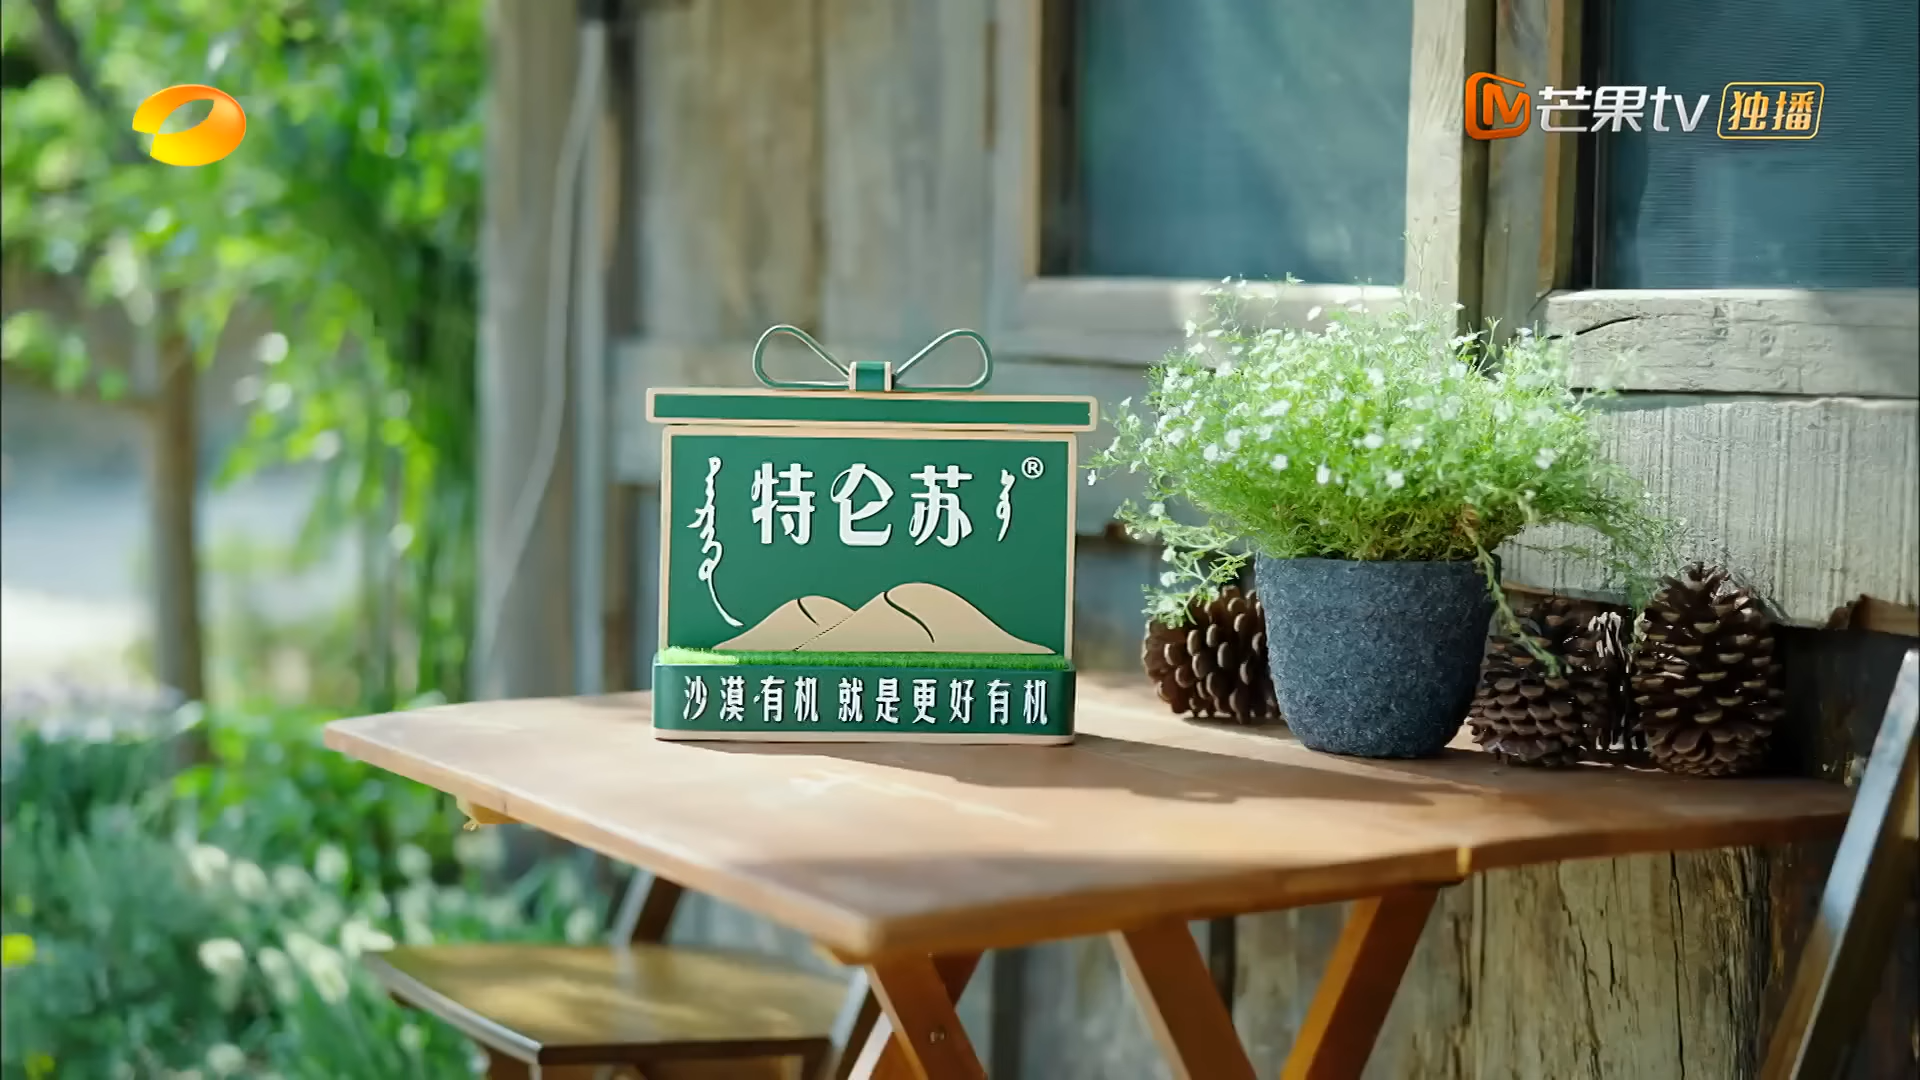 芒果tv 独播
特仑苏®
沙漠·有机 就是更好有机